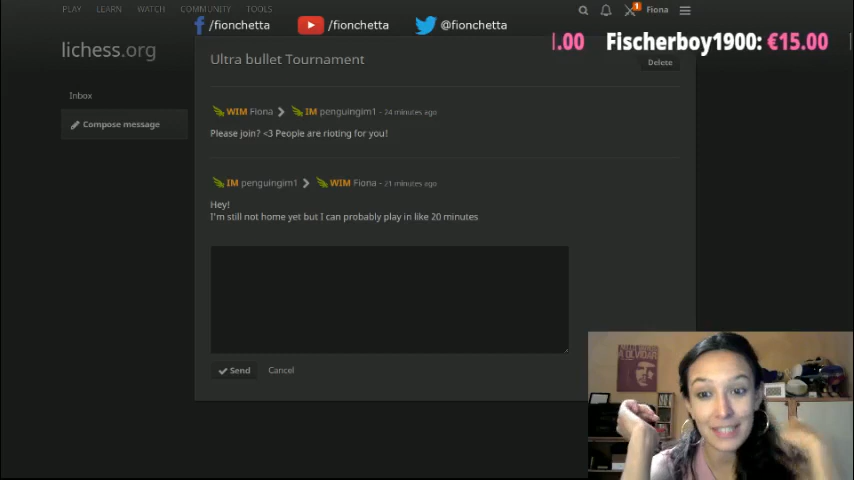 PLAY LEARN WATCH COMMUNITY TOOLS
1
Fiona
/fionchetta
/fionchetta
@fionchetta
lichess.org
.00 Fischerboy1900: €15.00
Ultra bullet Tournament
Delete
Inbox
Compose message
WIM Fiona IM penguingim1 - 24 minutes ago
Please join? <3 People are rioting for you!
IM penguingim1 WIM Fiona - 21 minutes ago
Hey!
I'm still not home yet but I can probably play in like 20 minutes
Send Cancel
OLVIDAR